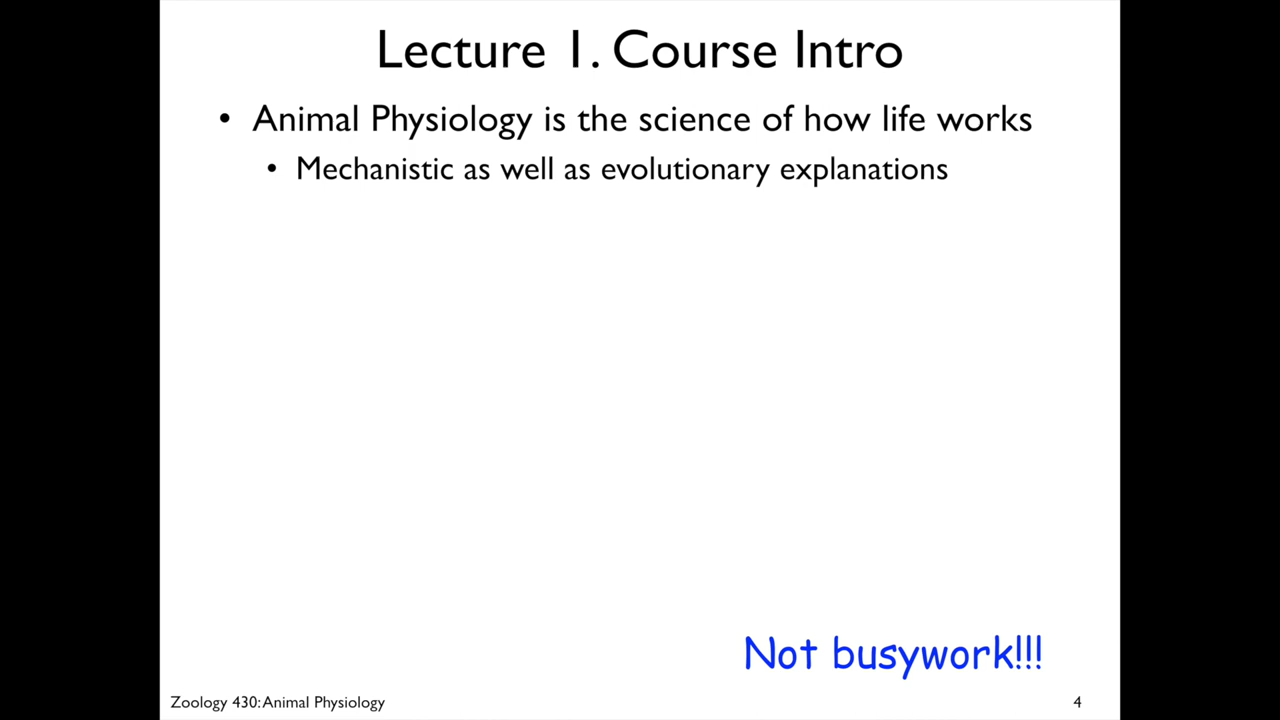 Lecture 1. Course Intro
• Animal Physiology is the science of how life works
• Mechanistic as well as evolutionary explanations
Not busywork!!!
Zoology 430: Animal Physiology
4